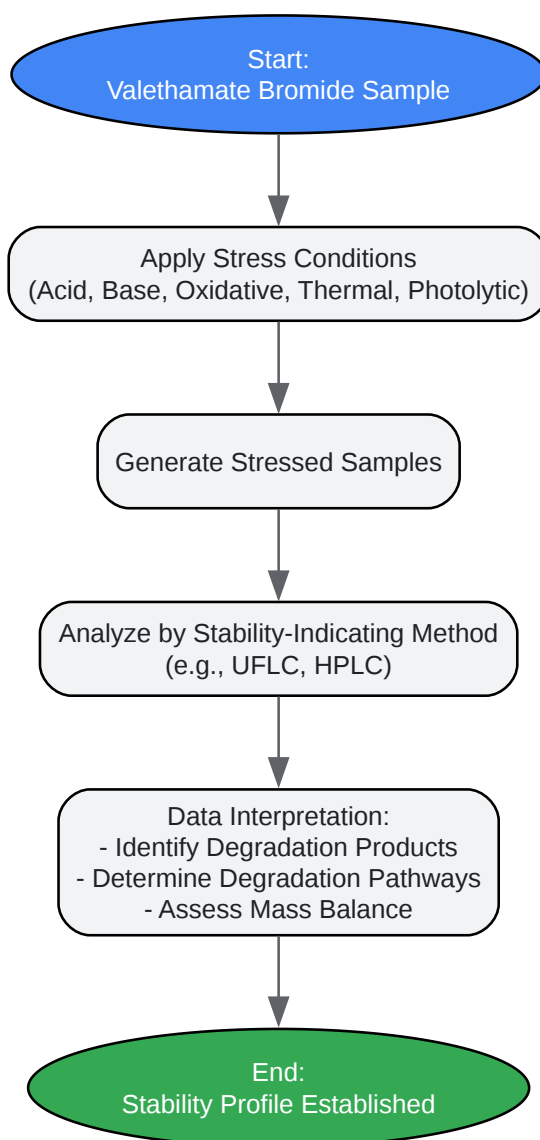 Start:
Valethamate Bromide Sample
Apply Stress Conditions
(Acid, Base, Oxidative, Thermal, Photolytic)
Generate Stressed Samples
Analyze by Stability-Indicating Method
(e.g., UFLC, HPLC)
Data Interpretation:
- Identify Degradation Products
- Determine Degradation Pathways
- Assess Mass Balance
End:
Stability Profile Established